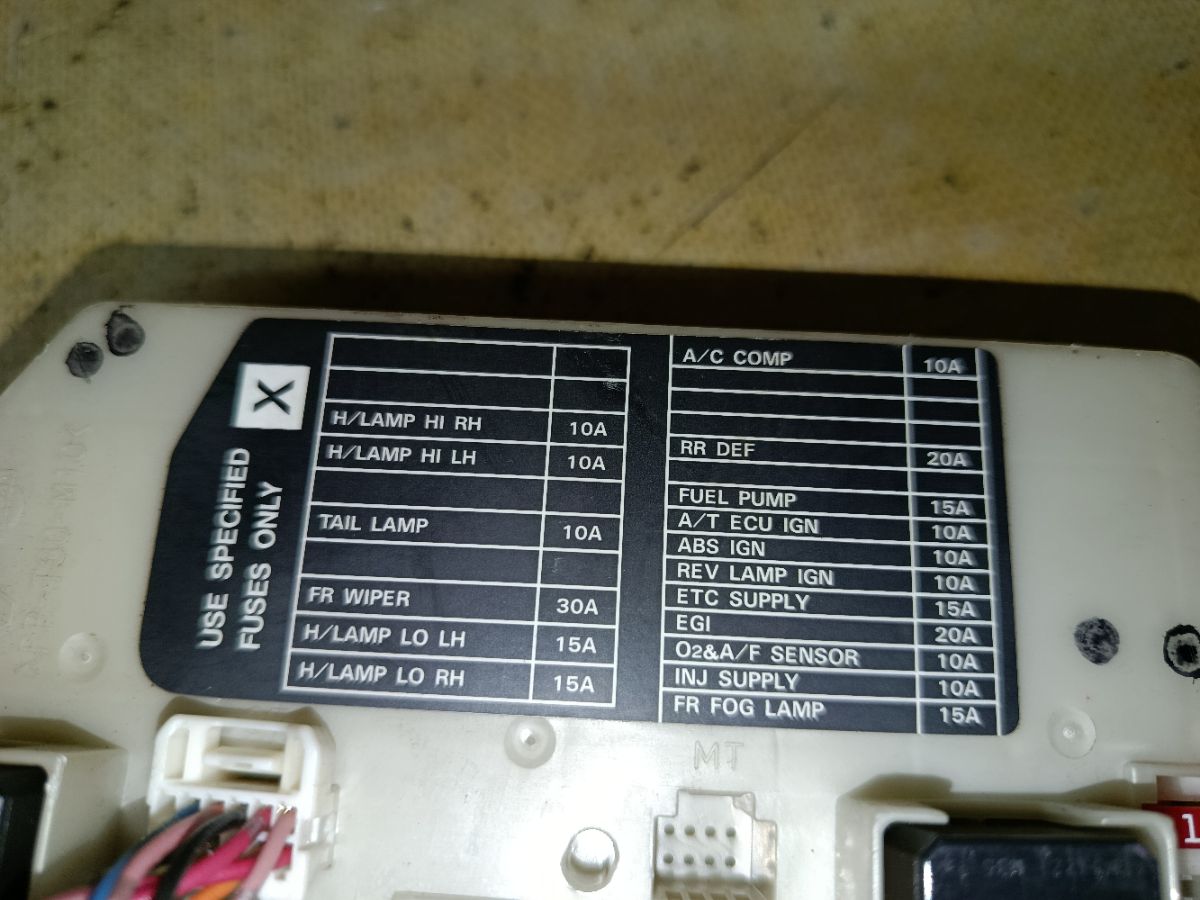 X
USE SPECIFIED
FUSES ONLY
H/LAMP HI RH 10A
H/LAMP HI LH 10A
TAIL LAMP 10A
FR WIPER 30A
H/LAMP LO LH 15A
H/LAMP LO RH 15A
A/C COMP 10A
RR DEF 20A
FUEL PUMP 15A
A/T ECU IGN 10A
ABS IGN 10A
REV LAMP IGN 10A
ETC SUPPLY 15A
EGI 20A
O2&A/F SENSOR 10A
INJ SUPPLY 10A
FR FOG LAMP 15A
MT
1